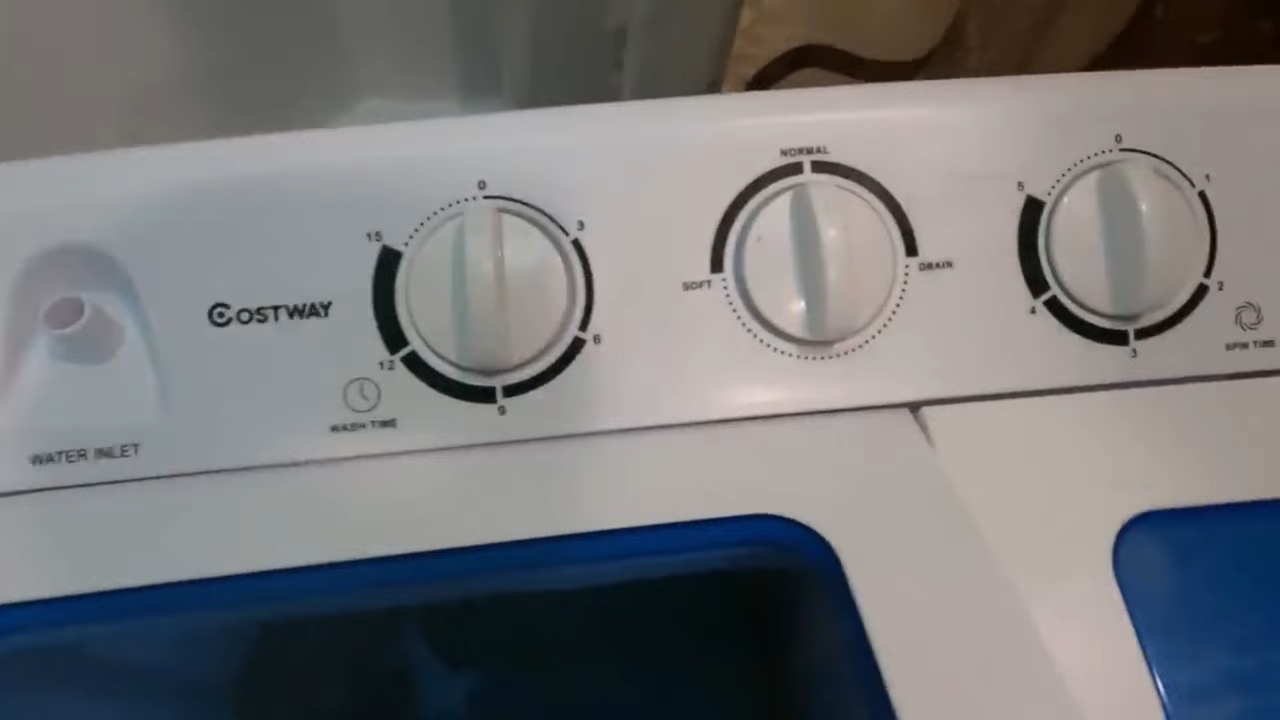 COSTWAY
WATER INLET
0
3
6
9
12
15
WASH TIME
NORMAL
SOFT
DRAIN
0
1
2
3
4
5
SPIN TIME